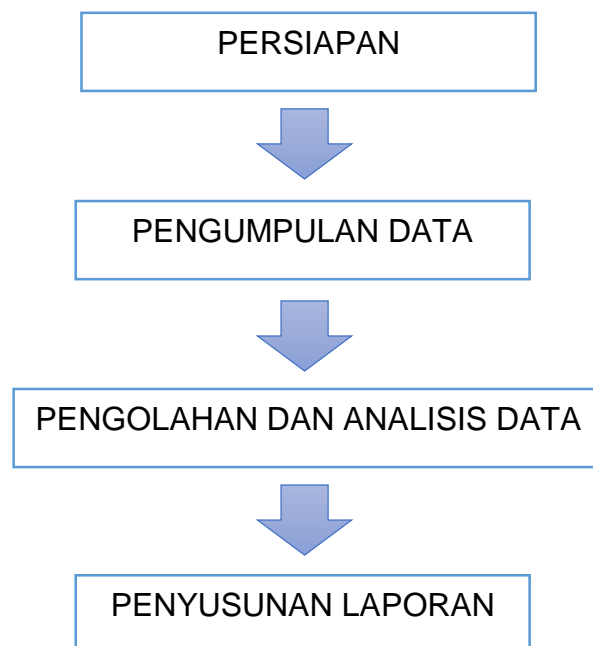 PERSIAPAN
PENGUMPULAN DATA
PENGOLAHAN DAN ANALISIS DATA
PENYUSUNAN LAPORAN